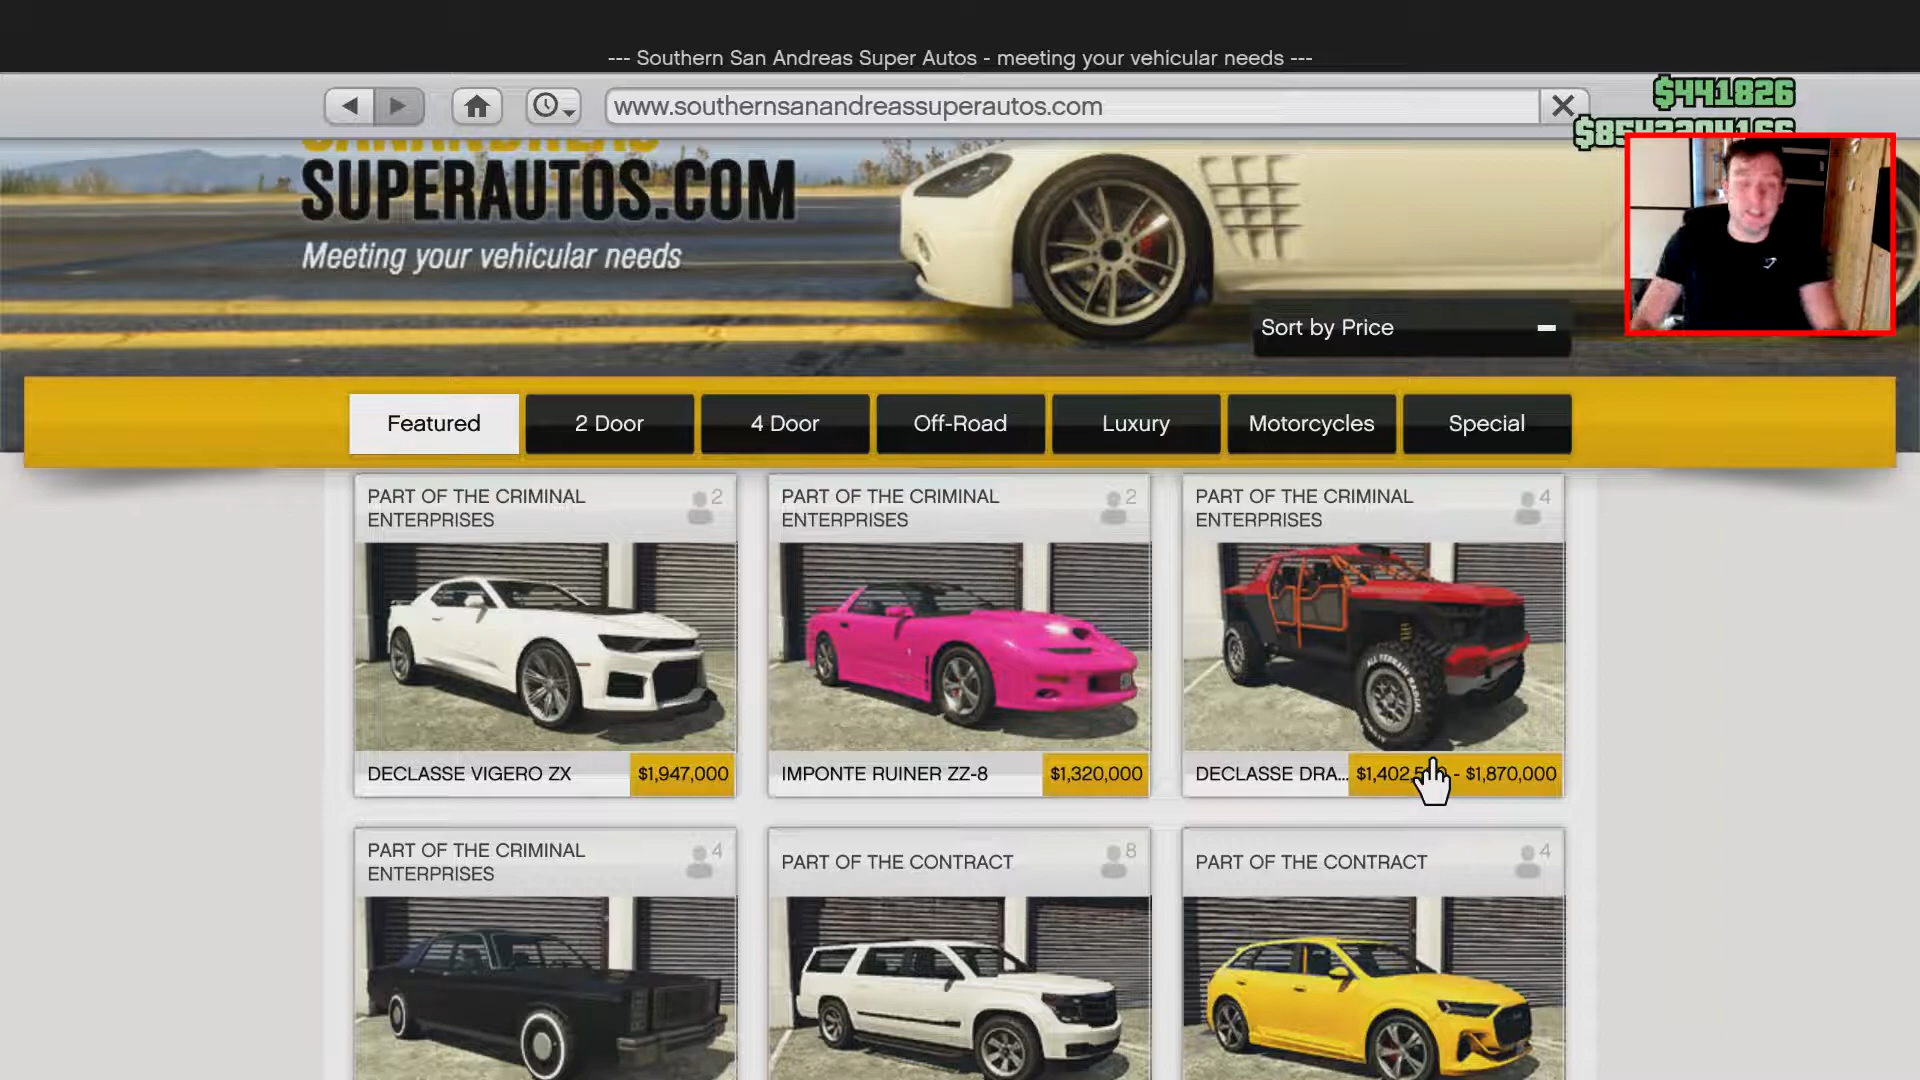 --- Southern San Andreas Super Autos - meeting your vehicular needs ---
www.southernsanandreassuperautos.com
$441826
SUPERAUTOS.COM
Meeting your vehicular needs
Sort by Price
Featured
2 Door
4 Door
Off-Road
Luxury
Motorcycles
Special
PART OF THE CRIMINAL
ENTERPRISES
2
PART OF THE CRIMINAL
ENTERPRISES
2
PART OF THE CRIMINAL
ENTERPRISES
4
ALL TERRAIN RADIAL
DECLASSE VIGERO ZX
$1,947,000
IMPONTE RUINER ZZ-8
$1,320,000
DECLASSE DRA...
- $1,870,000
PART OF THE CRIMINAL
ENTERPRISES
4
PART OF THE CONTRACT
8
PART OF THE CONTRACT
4